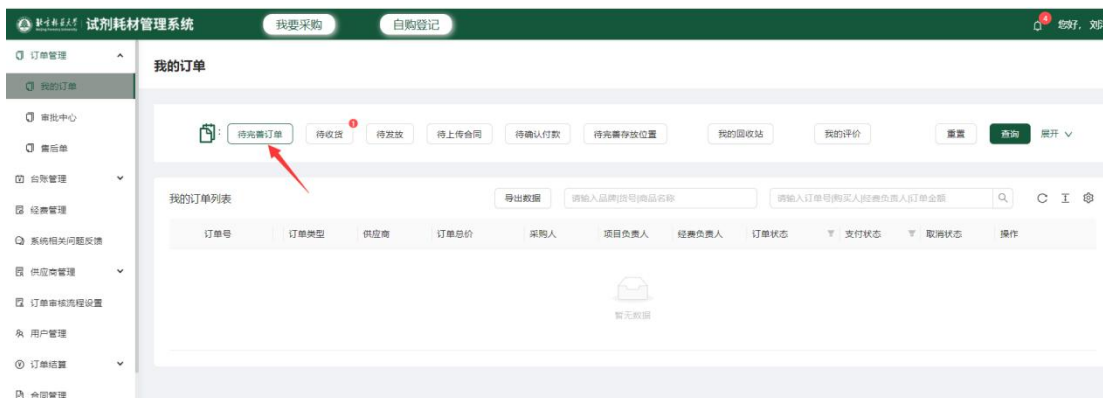 试剂耗材管理系统 我要采购 自购登记 4 您好，刘
订单管理
我的订单
我的订单
审批中心
售后单
待完善订单 待收货 1 待发放 待上传合同 待确认付款 待完善存放位置 我的回收站 我的评价 重置 查询 展开
台账管理
我的订单列表 导出数据 请输入品牌|货号|商品名称 请输入订单号|购买人|经费负责人|订单金额
经费管理
订单号 订单类型 供应商 订单总价 采购人 项目负责人 经费负责人 订单状态 支付状态 取消状态 操作
系统相关问题反馈
供应商管理
订单审核流程设置
暂无数据
用户管理
订单结算
合同管理